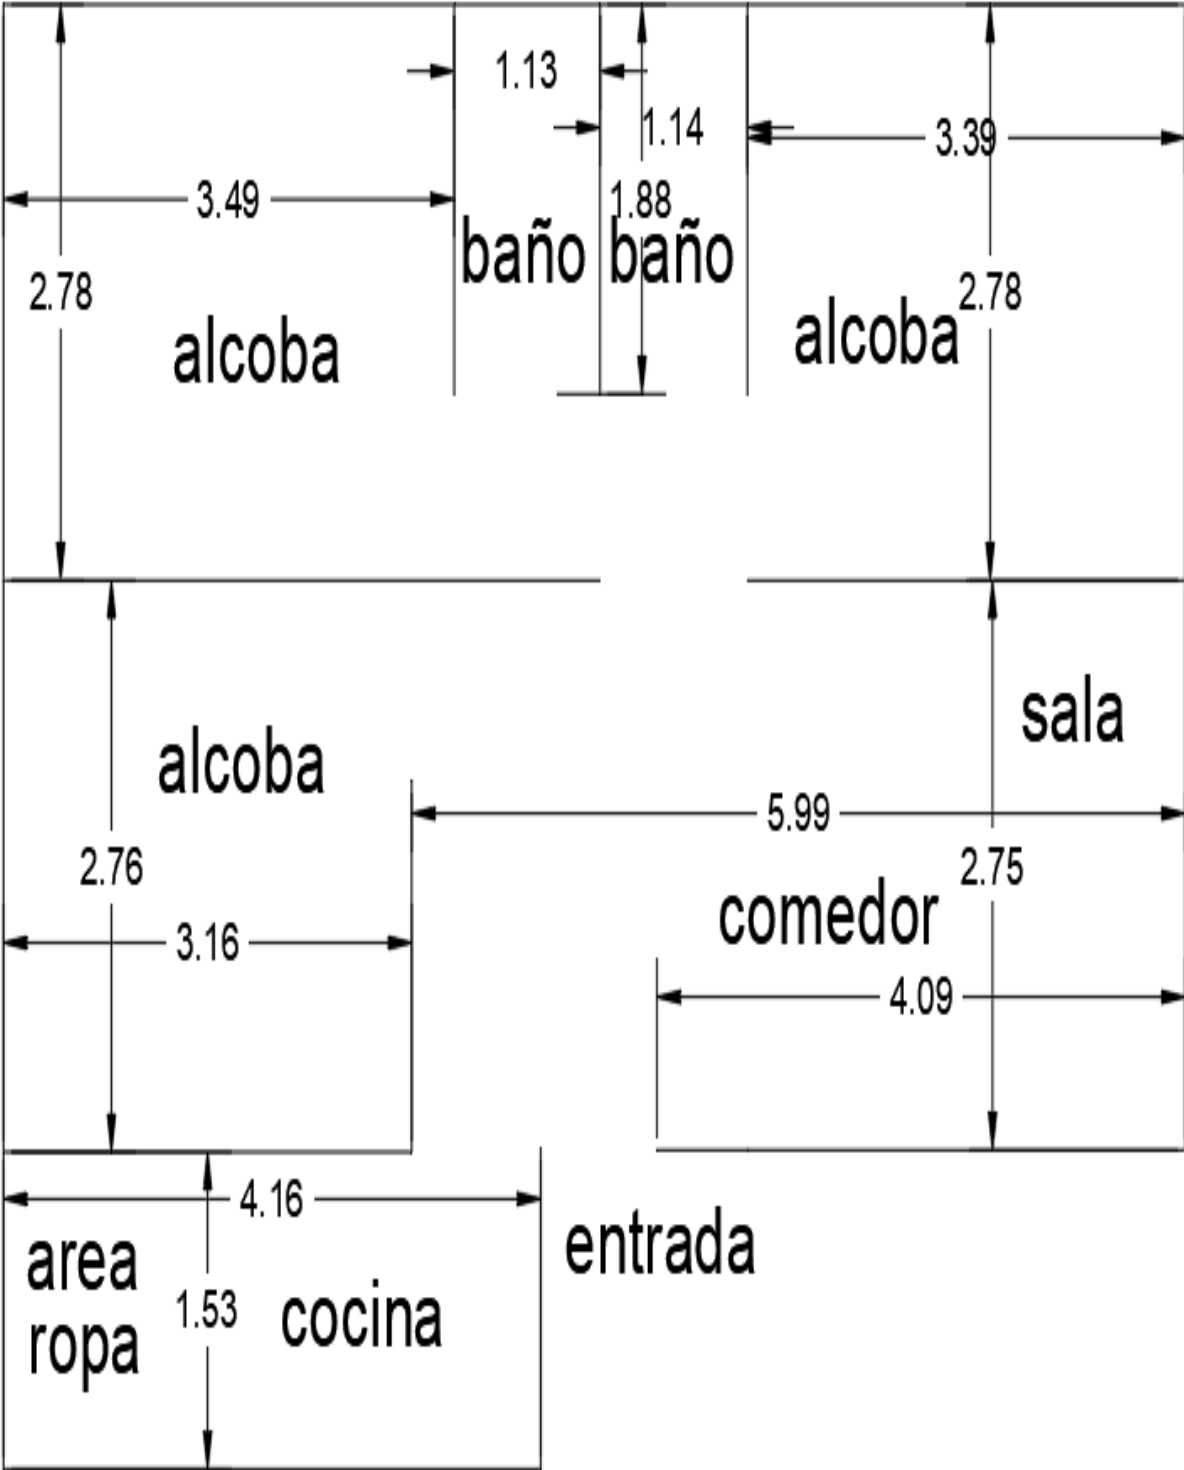 1.13
1.14
3.39
3.49
1.88
baño
baño
2.78
2.78
alcoba
alcoba
sala
alcoba
5.99
2.76
2.75
comedor
3.16
4.09
4.16
entrada
area
ropa
1.53
cocina